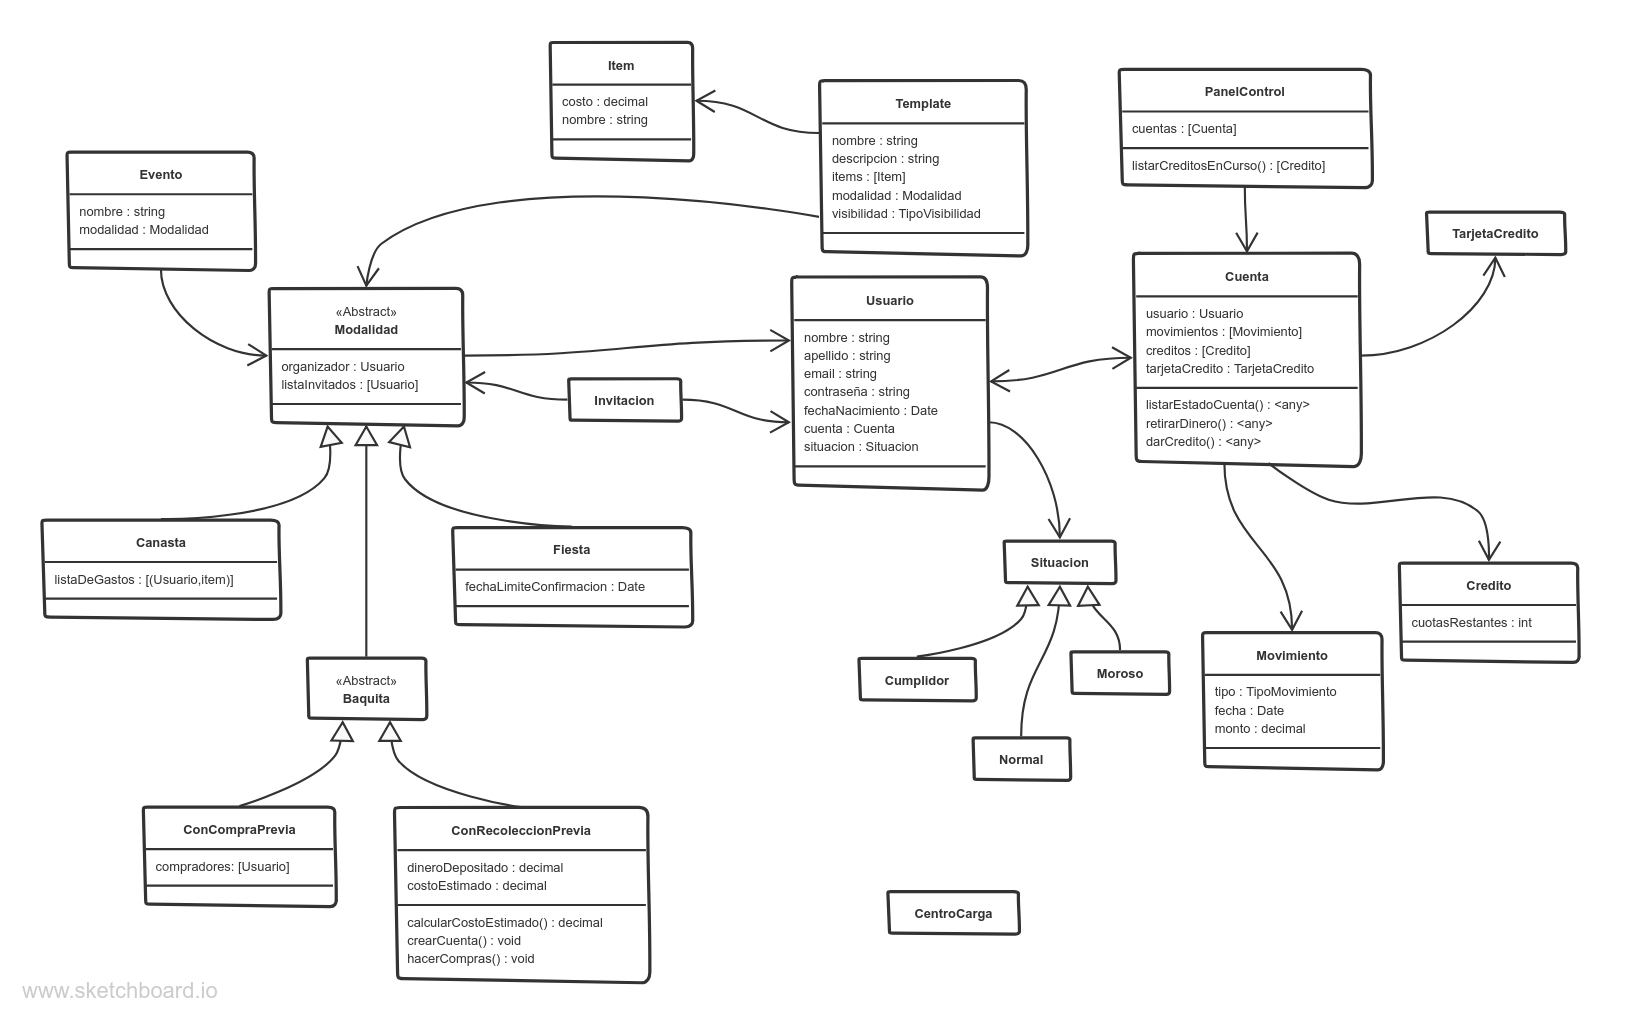 Item
costo : decimal
nombre : string
Template
nombre : string
descripcion : string
items : [Item]
modalidad : Modalidad
visibilidad : TipoVisibilidad
PanelControl
cuentas : [Cuenta]
listarCreditosEnCurso() : [Credito]
Evento
nombre : string
modalidad : Modalidad
TarjetaCredito
«Abstract»
Modalidad
organizador : Usuario
listaInvitados : [Usuario]
Invitacion
Usuario
nombre : string
apellido : string
email : string
contraseña : string
fechaNacimiento : Date
cuenta : Cuenta
situacion : Situacion
Cuenta
usuario : Usuario
movimientos : [Movimiento]
creditos : [Credito]
tarjetaCredito : TarjetaCredito
listarEstadoCuenta() : <any>
retirarDinero() : <any>
darCredito() : <any>
Canasta
listaDeGastos : [(Usuario,item)]
Fiesta
fechaLimiteConfirmacion : Date
Situacion
Credito
cuotasRestantes : int
Cumplidor
Moroso
Normal
Movimiento
tipo : TipoMovimiento
fecha : Date
monto : decimal
«Abstract»
Baquita
ConCompraPrevia
compradores: [Usuario]
ConRecoleccionPrevia
dineroDepositado : decimal
costoEstimado : decimal
calcularCostoEstimado() : decimal
crearCuenta() : void
hacerCompras() : void
CentroCarga
www.sketchboard.io